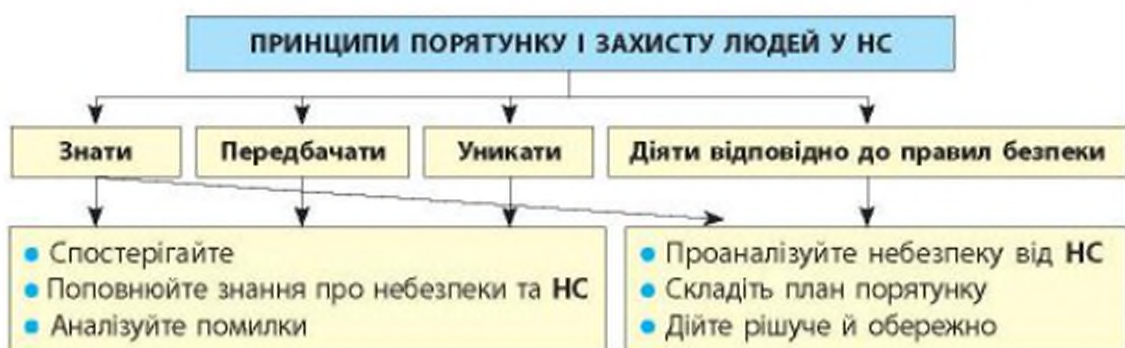 ПРИНЦИПИ ПОРЯТУНКУ І ЗАХИСТУ ЛЮДЕЙ У НС
Знати
Передбачати
Уникати
Діяти відповідно до правил безпеки
• Спостерігайте
• Поповнюйте знання про небезпеки та НС
• Аналізуйте помилки
• Проаналізуйте небезпеку від НС
• Складіть план порятунку
• Дійте рішуче й обережно